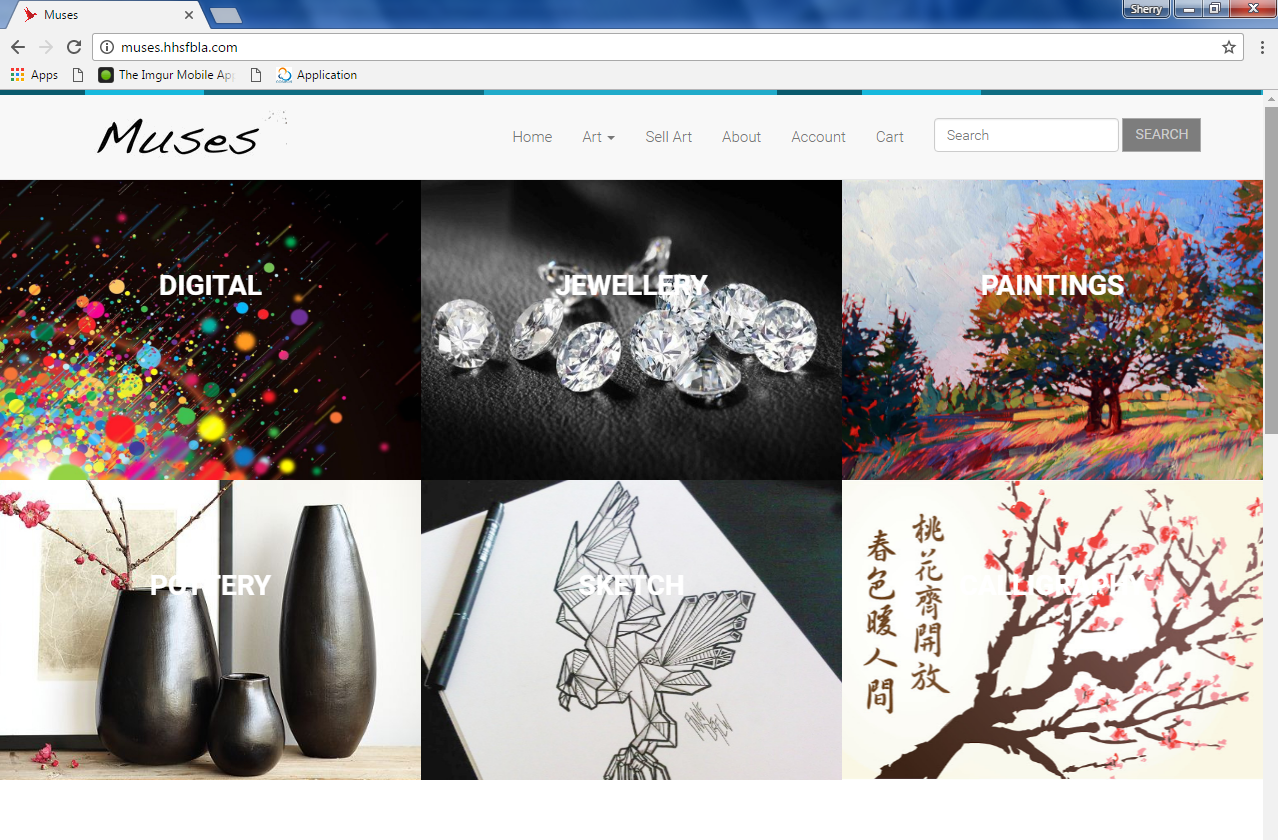 Muses
Sherry
muses.hhsfbla.com
Apps
The Imgur Mobile Ap
Application
Muses
Home
Art
Sell Art
About
Account
Cart
Search
SEARCH
DIGITAL
JEWELLERY
PAINTINGS
POTTERY
SKETCH
CALLIGRAPHY
桃花齊開放
春色暖人間